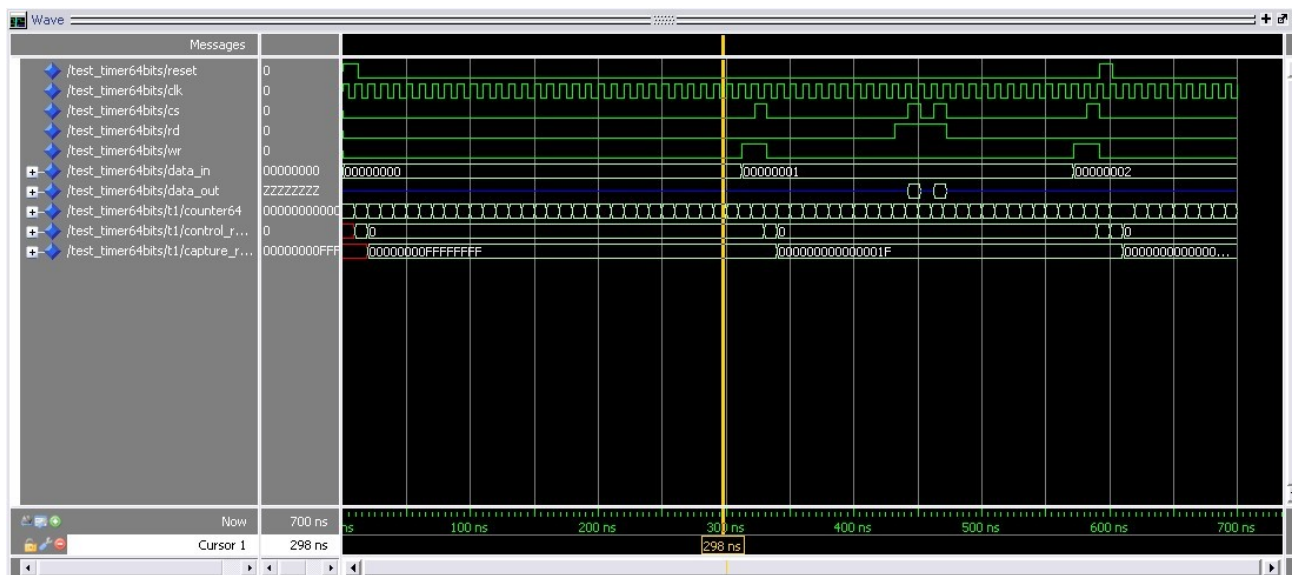 Wave
Messages
/test_timer64bits/reset 0
/test_timer64bits/clk 0
/test_timer64bits/cs 0
/test_timer64bits/rd 0
/test_timer64bits/wr 0
/test_timer64bits/data_in 00000000 00000000 00000001 00000002
/test_timer64bits/data_out ZZZZZZZZ
/test_timer64bits/t1/counter64 00000000000
/test_timer64bits/t1/control_r... 0 0 0 0
/test_timer64bits/t1/capture_r... 00000000FFF 00000000FFFFFFFF 000000000000001F 0000000000000...
Now 700 ns ns 100 ns 200 ns 300 ns 400 ns 500 ns 600 ns 700 ns
Cursor 1 298 ns 298 ns